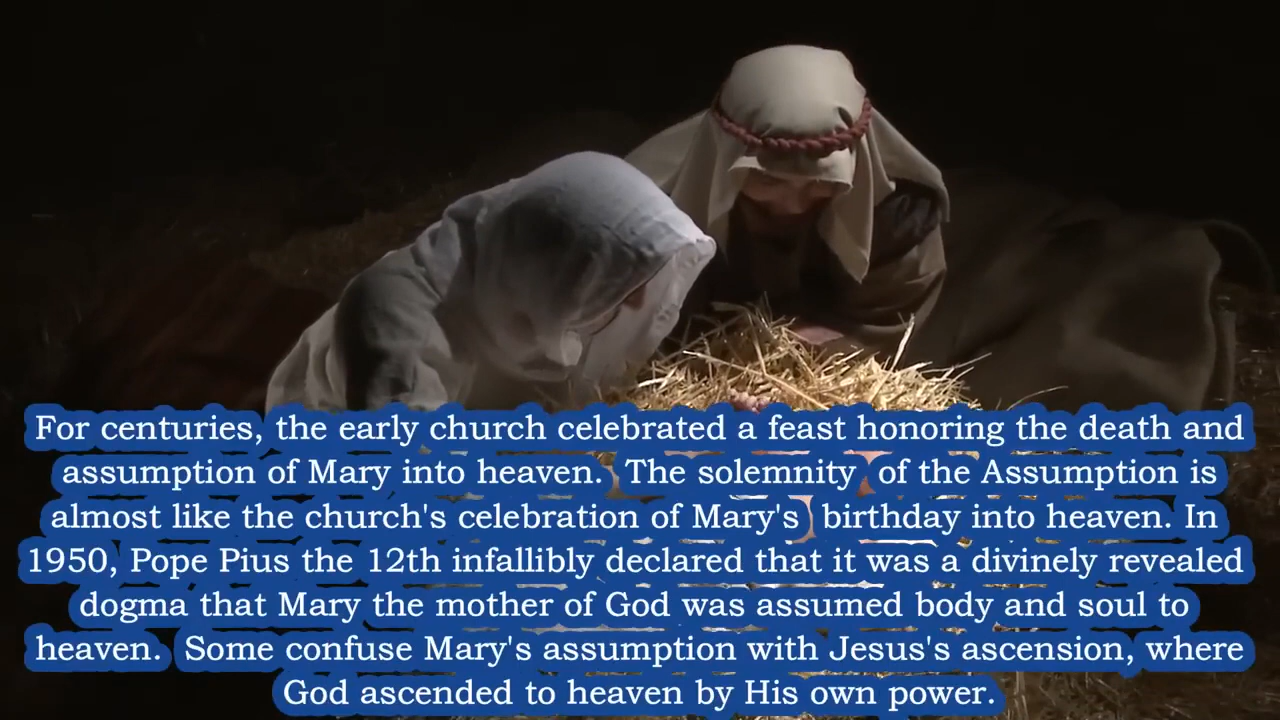 For centuries, the early church celebrated a feast honoring the death and
assumption of Mary into heaven. The solemnity of the Assumption is
almost like the church's celebration of Mary's birthday into heaven. In
1950, Pope Pius the 12th infallibly declared that it was a divinely revealed
dogma that Mary the mother of God was assumed body and soul to
heaven. Some confuse Mary's assumption with Jesus's ascension, where
God ascended to heaven by His own power.